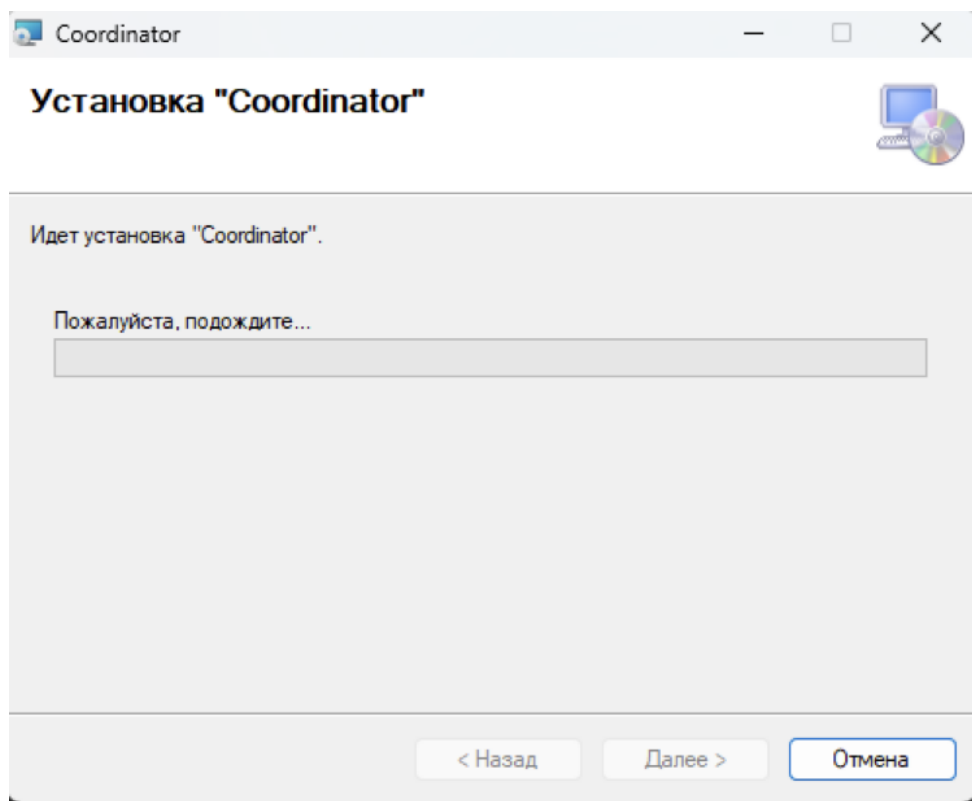 Coordinator
Установка "Coordinator"
Идет установка "Coordinator".
Пожалуйста, подождите...
< Назад
Далее >
Отмена